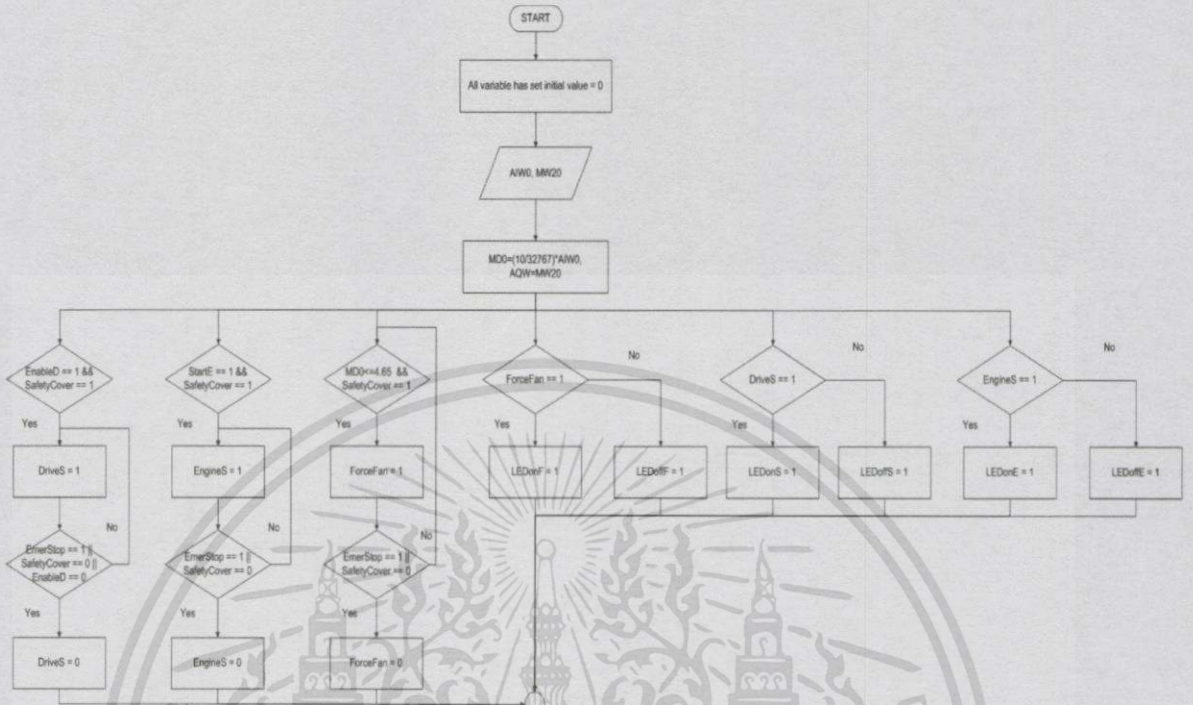 START
All variable has set initial value = 0
AIW0, MW20
MD0=(10/32767)*AIW0,
AQW=MW20
EnableD == 1 &&
SafetyCover == 1
StartE == 1 &&
SafetyCover == 1
MD0<=4.65 &&
SafetyCover == 1
ForceFan == 1
No
DriveS == 1
No
EngineS == 1
No
Yes
Yes
Yes
Yes
Yes
Yes
DriveS = 1
EngineS = 1
ForceFan = 1
LEDonF = 1
LEDoffF = 1
LEDonS = 1
LEDoffS = 1
LEDonE = 1
LEDoffE = 1
No
No
No
EmerStop == 1 ||
SafetyCover == 0 ||
EnableD == 0
EmerStop == 1 ||
SafetyCover == 0
EmerStop == 1 ||
SafetyCover == 0
Yes
Yes
Yes
DriveS = 0
EngineS = 0
ForceFan = 0